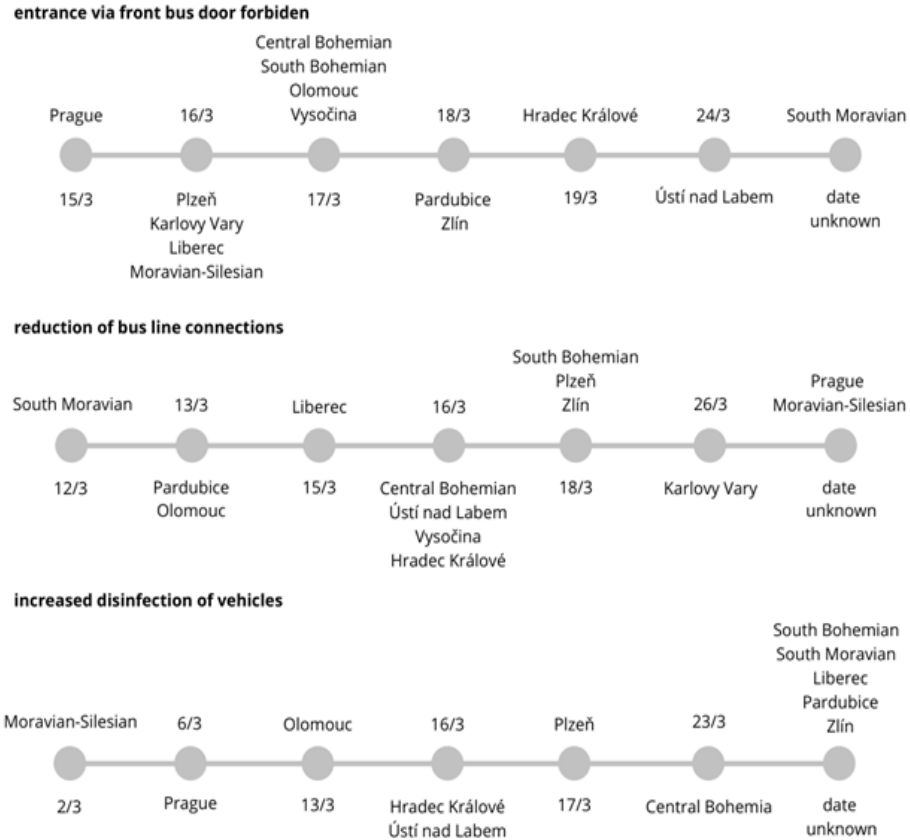 entrance via front bus door forbiden
Central Bohemian
South Bohemian
Olomouc
Prague 16/3 Vysočina 18/3 Hradec Králové 24/3 South Moravian
15/3 Plzeň 17/3 Pardubice 19/3 Ústí nad Labem date
Karlovy Vary Zlín unknown
Liberec
Moravian-Silesian
reduction of bus line connections
South Bohemian
Plzeň Prague
South Moravian 13/3 Liberec 16/3 Zlín 26/3 Moravian-Silesian
12/3 Pardubice 15/3 Central Bohemian 18/3 Karlovy Vary date
Olomouc Ústí nad Labem unknown
Vysočina
Hradec Králové
increased disinfection of vehicles
South Bohemian
South Moravian
Liberec
Pardubice
Moravian-Silesian 6/3 Olomouc 16/3 Plzeň 23/3 Zlín
2/3 Prague 13/3 Hradec Králové 17/3 Central Bohemia date
Ústí nad Labem unknown